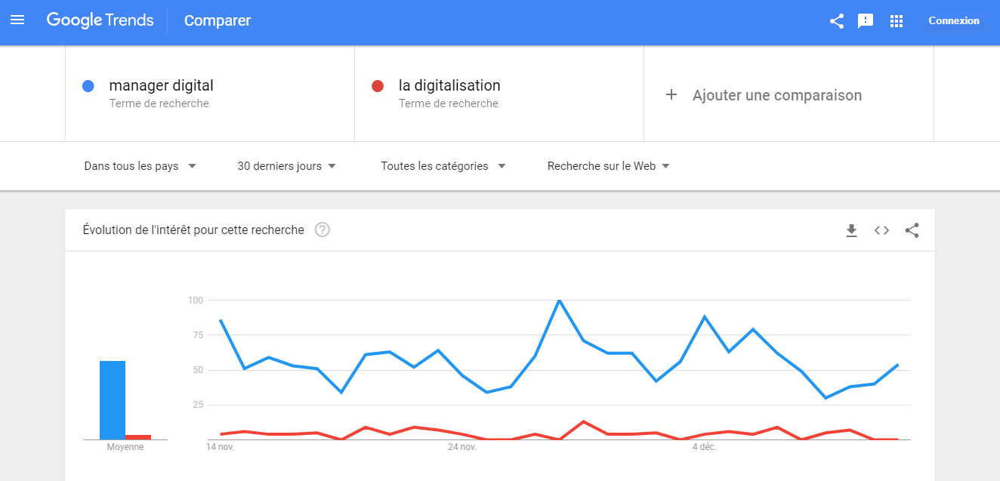 Google Trends Comparer Connexion
manager digital
Terme de recherche
la digitalisation
Terme de recherche
+ Ajouter une comparaison
Dans tous les pays 30 derniers jours Toutes les catégories Recherche sur le Web
Évolution de l'intérêt pour cette recherche ?
100
75
50
25
Moyenne
14 nov. 24 nov. 4 déc.